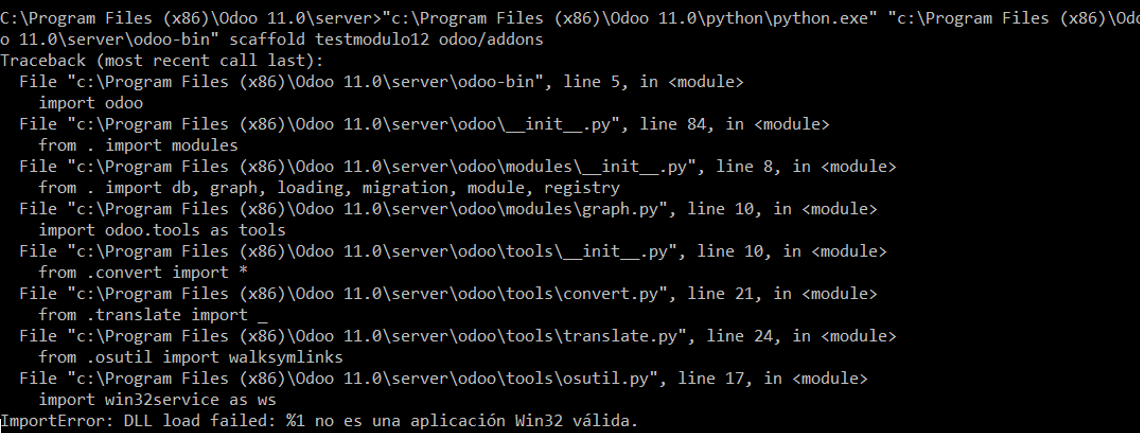 C:\Program Files (x86)\Odoo 11.0\server>"c:\Program Files (x86)\Odoo 11.0\python\python.exe" "c:\Program Files (x86)\Odo
o 11.0\server\odoo-bin" scaffold testmodulo12 odoo/addons
Traceback (most recent call last):
  File "c:\Program Files (x86)\Odoo 11.0\server\odoo-bin", line 5, in <module>
    import odoo
  File "c:\Program Files (x86)\Odoo 11.0\server\odoo\__init__.py", line 84, in <module>
    from . import modules
  File "c:\Program Files (x86)\Odoo 11.0\server\odoo\modules\__init__.py", line 8, in <module>
    from . import db, graph, loading, migration, module, registry
  File "c:\Program Files (x86)\Odoo 11.0\server\odoo\modules\graph.py", line 10, in <module>
    import odoo.tools as tools
  File "c:\Program Files (x86)\Odoo 11.0\server\odoo\tools\__init__.py", line 10, in <module>
    from .convert import *
  File "c:\Program Files (x86)\Odoo 11.0\server\odoo\tools\convert.py", line 21, in <module>
    from .translate import _
  File "c:\Program Files (x86)\Odoo 11.0\server\odoo\tools\translate.py", line 24, in <module>
    from .osutil import walksymlinks
  File "c:\Program Files (x86)\Odoo 11.0\server\odoo\tools\osutil.py", line 17, in <module>
    import win32service as ws
ImportError: DLL load failed: %1 no es una aplicación Win32 válida.